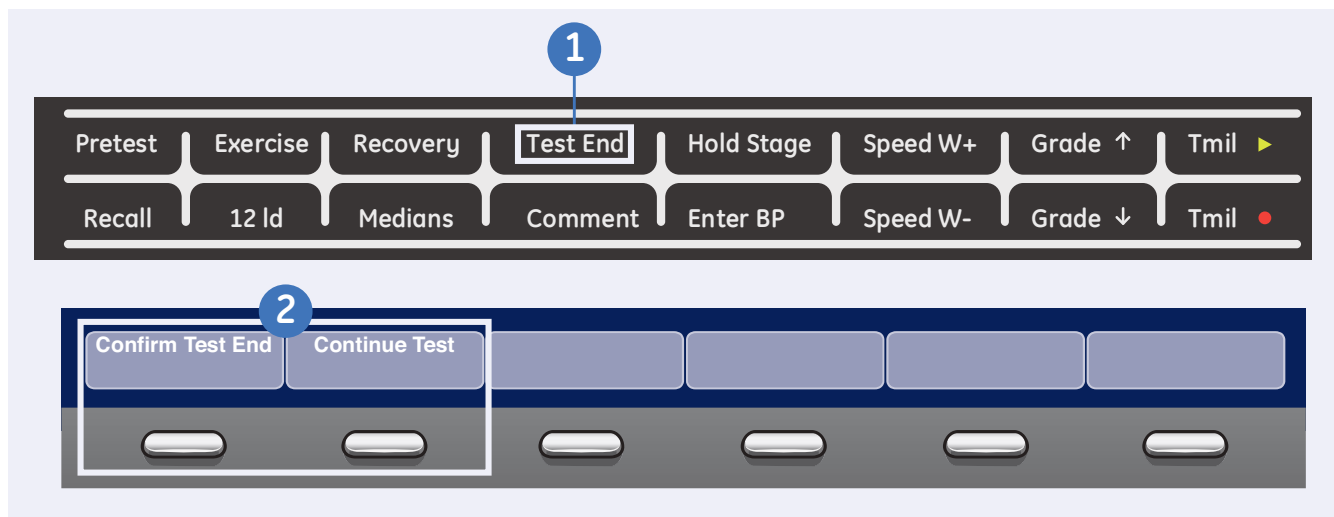 1
Pretest Exercise Recovery Test End Hold Stage Speed W+ Grade ↑ Tmil ►
Recall 12 ld Medians Comment Enter BP Speed W- Grade ↓ Tmil ●
2
Confirm Test End Continue Test